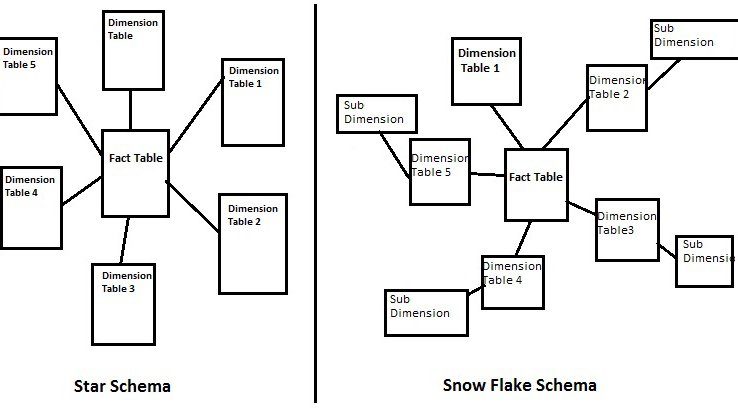 Dimension
Table
Dimension
Table 5
Dimension
Table 1
Fact Table
Dimension
Table 4
Dimension
Table 2
Dimension
Table 3
Star Schema
Sub
Dimension
Dimension
Table 1
Dimension
Table 2
Sub
Dimension
Dimension
Table 5
Fact Table
Dimension
Table3
Sub
Dimensio
Dimension
Table 4
Sub
Dimension
Snow Flake Schema